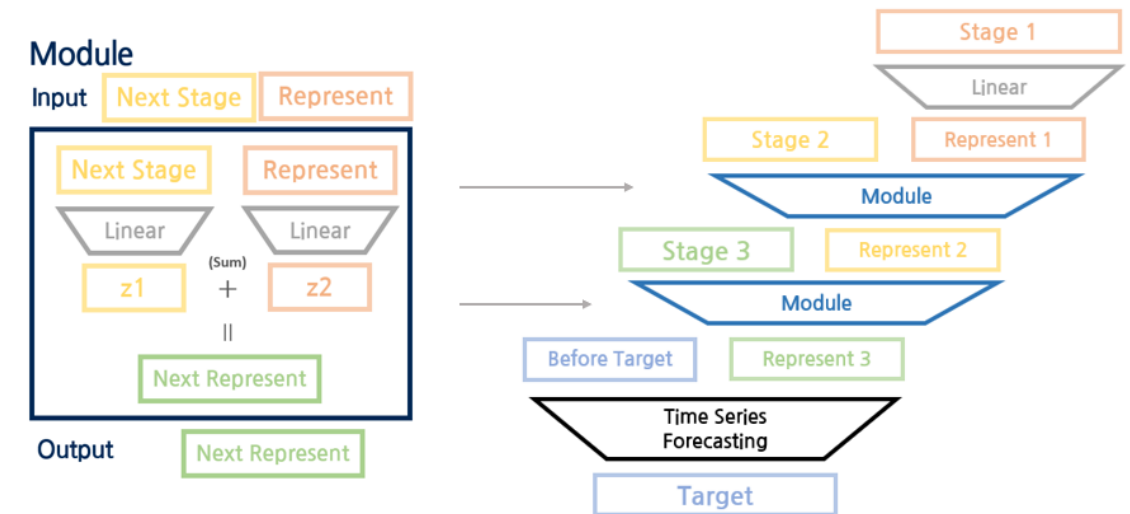 Module
Input
Next Stage
Represent
Next Stage
Represent
Linear
Linear
z1
(Sum)
+
z2
=
Next Represent
Output
Next Represent
Stage 1
Linear
Stage 2
Represent 1
Module
Stage 3
Represent 2
Module
Before Target
Represent 3
Time Series
Forecasting
Target